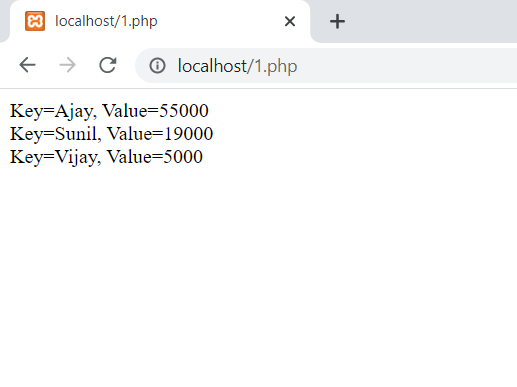 localhost/1.php
localhost/1.php
Key=Ajay, Value=55000
Key=Sunil, Value=19000
Key=Vijay, Value=5000